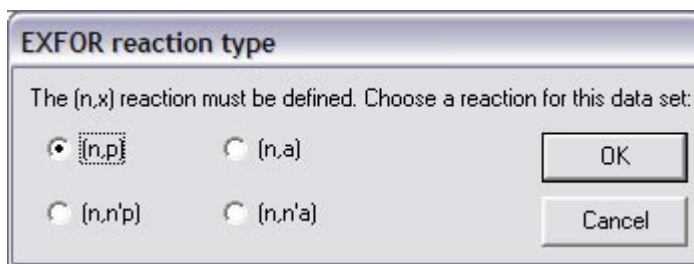 EXFOR reaction type
The (n,x) reaction must be defined. Choose a reaction for this data set:
(n,p) (n,a) OK
(n,n'p) (n,n'a) Cancel